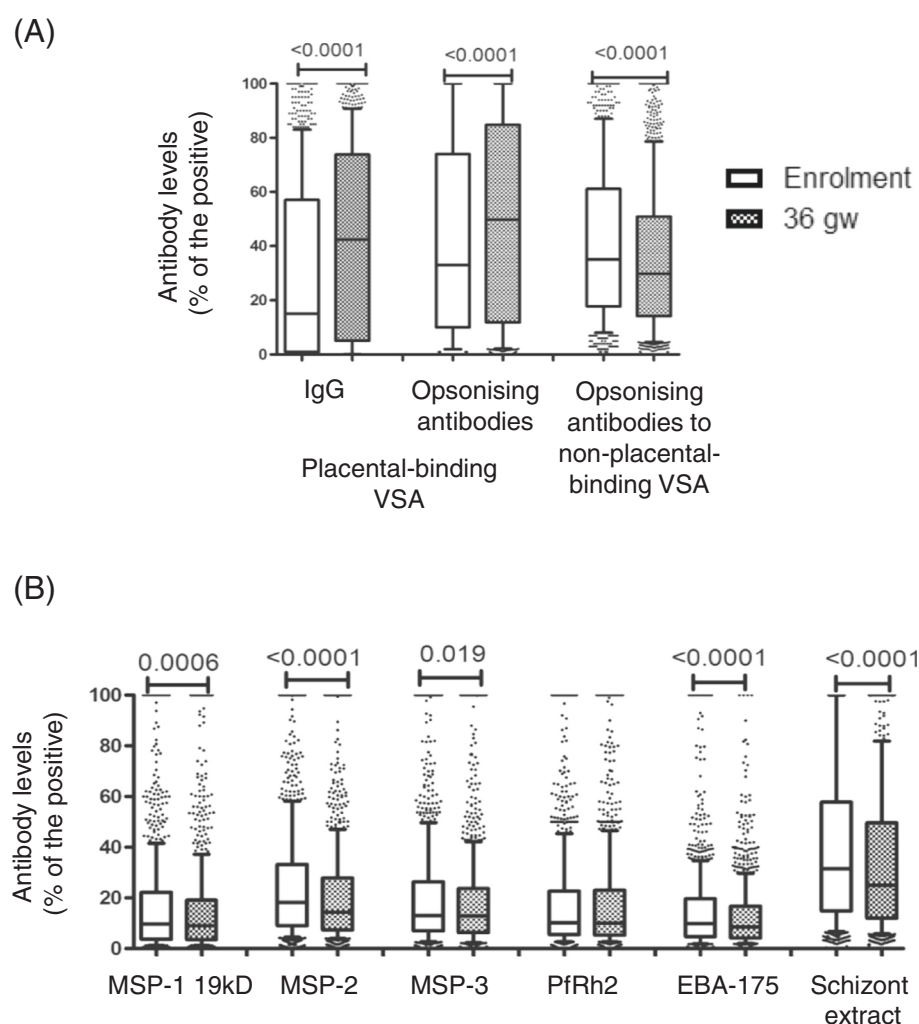 (A)
<0.0001
<0.0001
<0.0001
Antibody levels
(% of the positive)
100
80
60
40
20
0
Enrolment
36 gw
IgG
Opsonising
antibodies
Placental-binding
VSA
Opsonising
antibodies to
non-placental-
binding VSA
(B)
0.0006
<0.0001
0.019
<0.0001
<0.0001
Antibody levels
(% of the positive)
100
80
60
40
20
0
MSP-1 19kD
MSP-2
MSP-3
PfRh2
EBA-175
Schizont
extract